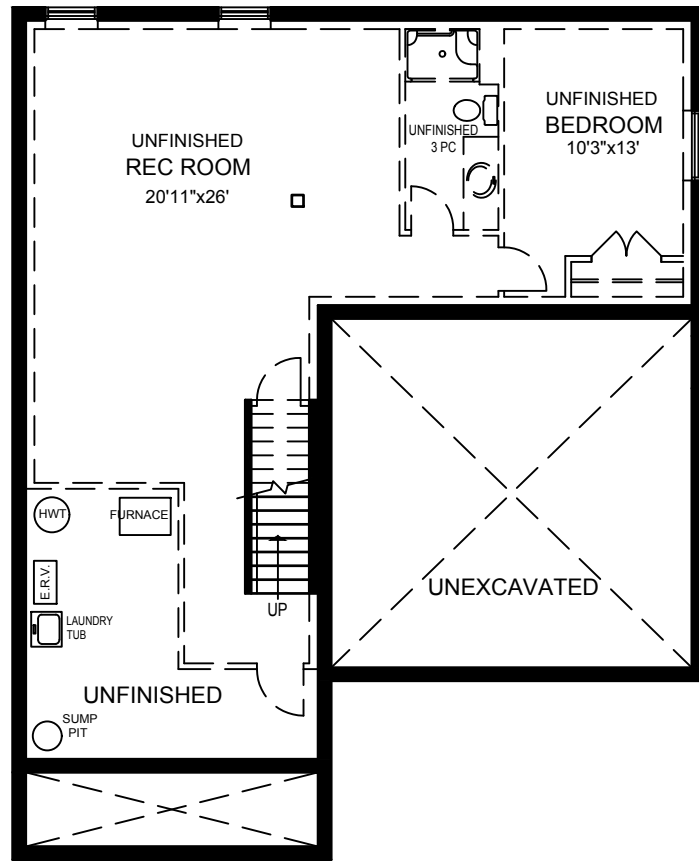 UNFINISHED
REC ROOM
20'11"x26'
UNFINISHED
3 PC
UNFINISHED
BEDROOM
10'3"x13'
HWT
FURNACE
E.R.V.
LAUNDRY
TUB
UP
UNEXCAVATED
UNFINISHED
SUMP
PIT